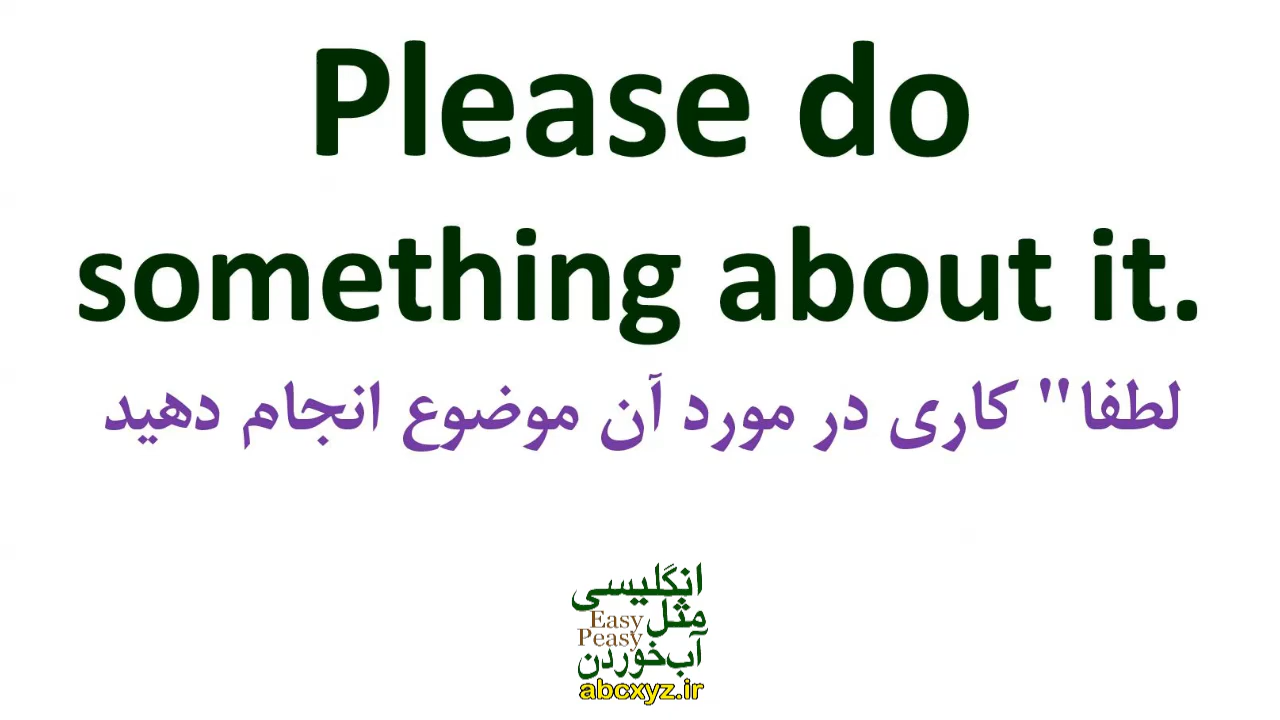 Please do
something about it.
لطفا" کاری در مورد آن موضوع انجام دهید
انگلیسی
مثل Easy
Peasy
آب‌خوردن
abcxyz.ir